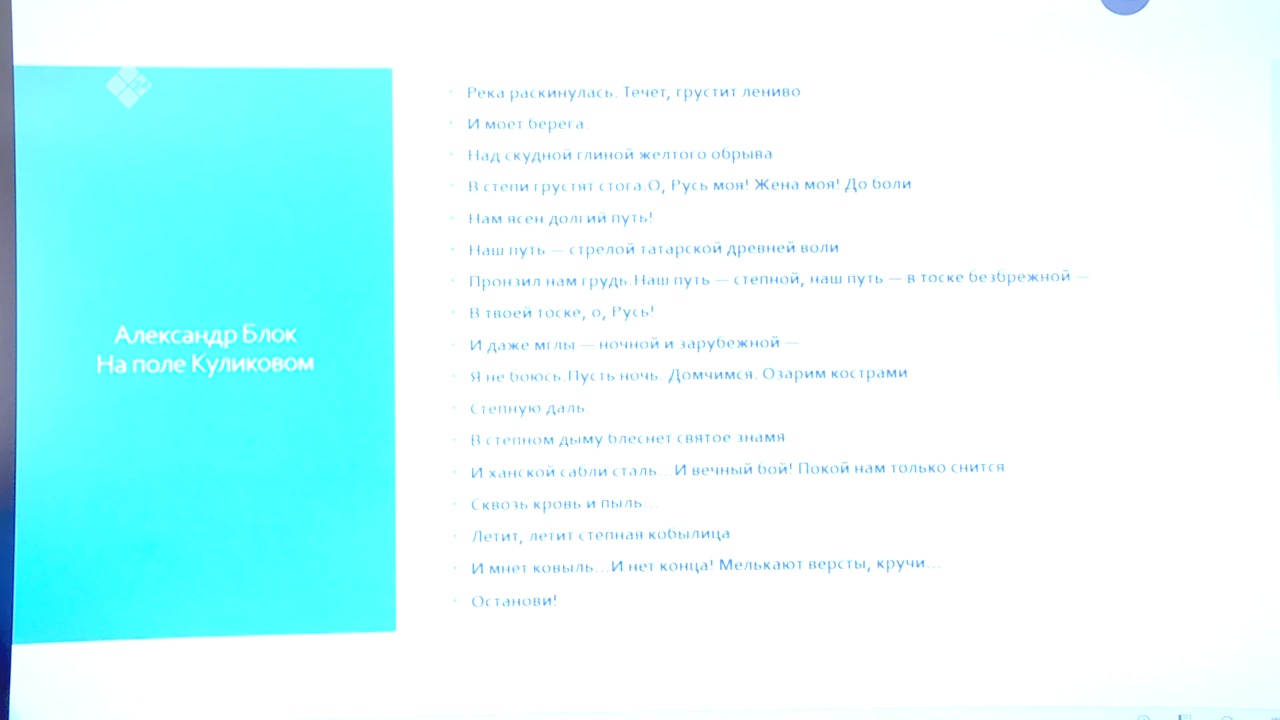 Александр Блок
На поле Куликовом
Река раскинулась. Течет, грустит лениво
И моет берега.
Над скудной глиной желтого обрыва
В степи грустят стога.О, Русь моя! Жена моя! До боли
Нам ясен долгий путь!
Наш путь — стрелой татарской древней воли
Пронзил нам грудь.Наш путь — степной, наш путь — в тоске безбрежной —
В твоей тоске, о, Русь!
И даже мглы — ночной и зарубежной —
Я не боюсь.Пусть ночь. Домчимся. Озарим кострами
Степную даль.
В степном дыму блеснет святое знамя
И ханской сабли сталь…И вечный бой! Покой нам только снится
Сквозь кровь и пыль…
Летит, летит степная кобылица
И мнет ковыль…И нет конца! Мелькают версты, кручи…
Останови!